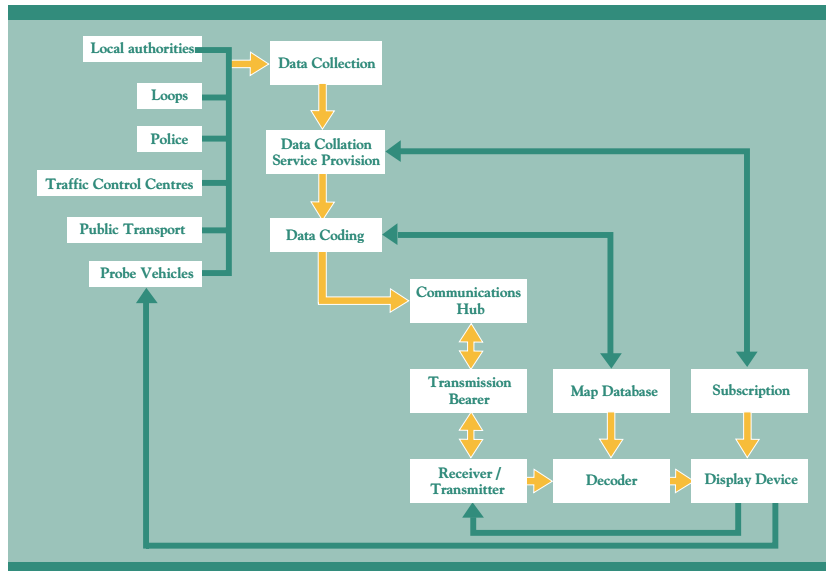 Local authorities
Loops
Police
Traffic Control Centres
Public Transport
Probe Vehicles
Data Collection
Data Collation
Service Provision
Data Coding
Communications
Hub
Transmission
Bearer
Map Database
Subscription
Receiver /
Transmitter
Decoder
Display Device